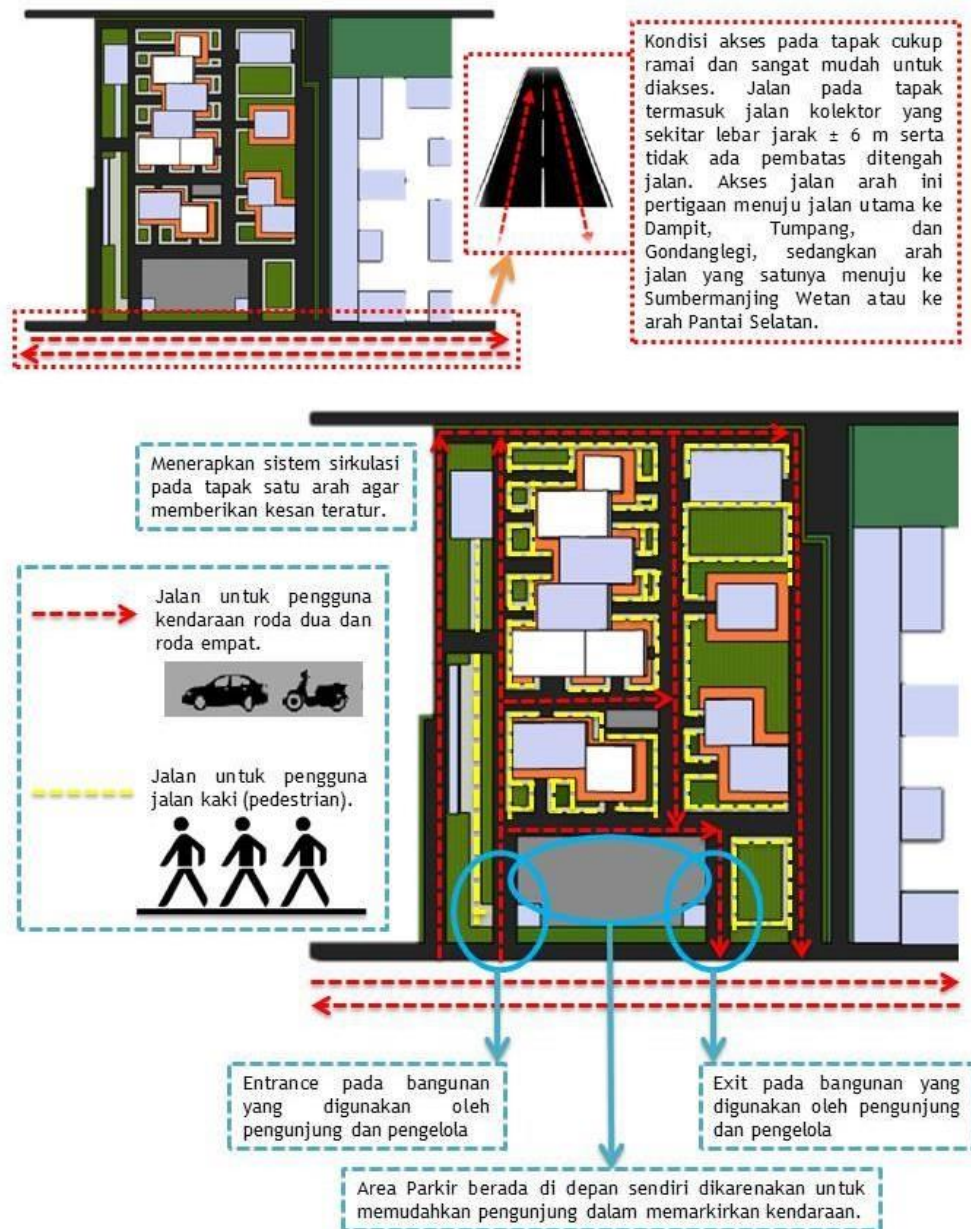 Kondisi akses pada tapak cukup
ramai dan sangat mudah untuk
diakses. Jalan pada tapak
termasuk jalan kolektor yang
sekitar lebar jarak ± 6 m serta
tidak ada pembatas ditengah
jalan. Akses jalan arah ini
pertigaan menuju jalan utama ke
Dampit, Tumpang, dan
Gondanglegi, sedangkan arah
jalan yang satunya menuju ke
Sumbermanjing Wetan atau ke
arah Pantai Selatan.
Menerapkan sistem sirkulasi
pada tapak satu arah agar
memberikan kesan teratur.
Jalan untuk pengguna
kendaraan roda dua dan
roda empat.
Jalan untuk pengguna
jalan kaki (pedestrian).
Entrance pada bangunan
yang digunakan oleh
pengunjung dan pengelola
Exit pada bangunan yang
digunakan oleh pengunjung
dan pengelola
Area Parkir berada di depan sendiri dikarenakan untuk
memudahkan pengunjung dalam memarkirkan kendaraan.